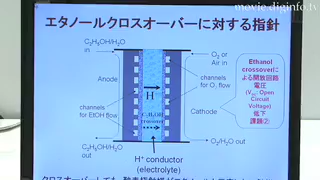 movie.diginfo.tv
エタノールクロスオーバーに対する指針
C₂H₅OH/H₂O
in
O₂ or
Air in
Anode
channels
for O₂ flow
H⁺
channels for
EtOH flow
C₂H₅OH
crossover
Cathode
C₂H₅OH/H₂O
out
O₂/H₂O out
H⁺ conductor
(electrolyte)
Ethanol
crossoverに
よる開放回路
電圧
Open
Circuit
Voltage)
低下
課題②